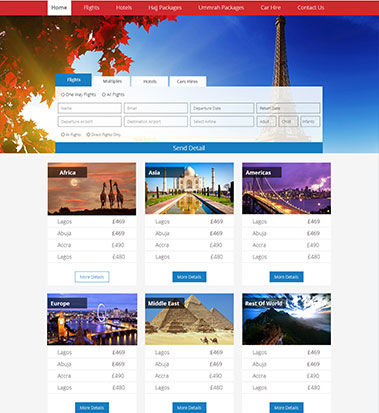 Home Flights Hotels Hajj Packages Ummrah Packages Car Hire Contact Us
Flights Multiples Hotels Cars Hires
One Way Flights All Flights
Name Email Departure Date Return Date
Departure Airport Destination Airport Select Airline Adult Child Infants
All Flights Direct Flights Only
Send Detail
Africa Asia Americas
Lagos £469 Lagos £469 Lagos £469
Abuja £469 Abuja £469 Abuja £469
Accra £490 Accra £490 Accra £490
Lagos £480 Lagos £480 Lagos £480
More Details More Details More Details
Europe Middle East Rest Of World
Lagos £469 Lagos £469 Lagos £469
Abuja £469 Abuja £469 Abuja £469
Accra £490 Accra £490 Accra £490
Lagos £480 Lagos £480 Lagos £480
More Details More Details More Details